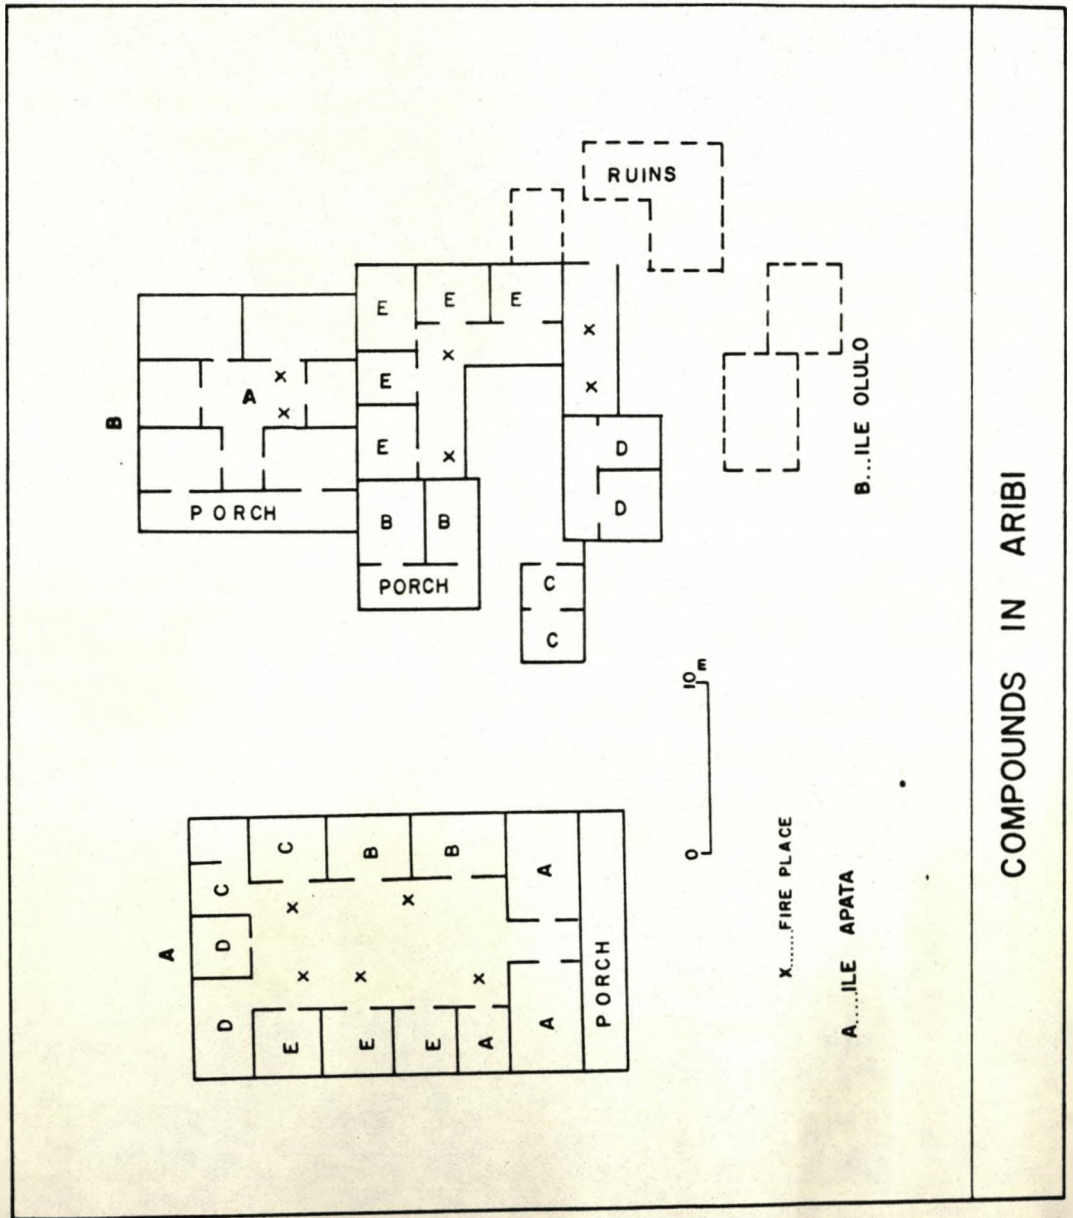 B
A
PORCH
E
E
E
E
E
B
B
PORCH
D
D
C
C
X
X
X
X
X
X
RUINS
B...ILE OLULO
A
C
C
B
B
D
D
E
E
E
A
A
A
PORCH
X
X
X
X
X
0
10m
X......FIRE PLACE
A.....ILE APATA
COMPOUNDS IN ARIBI